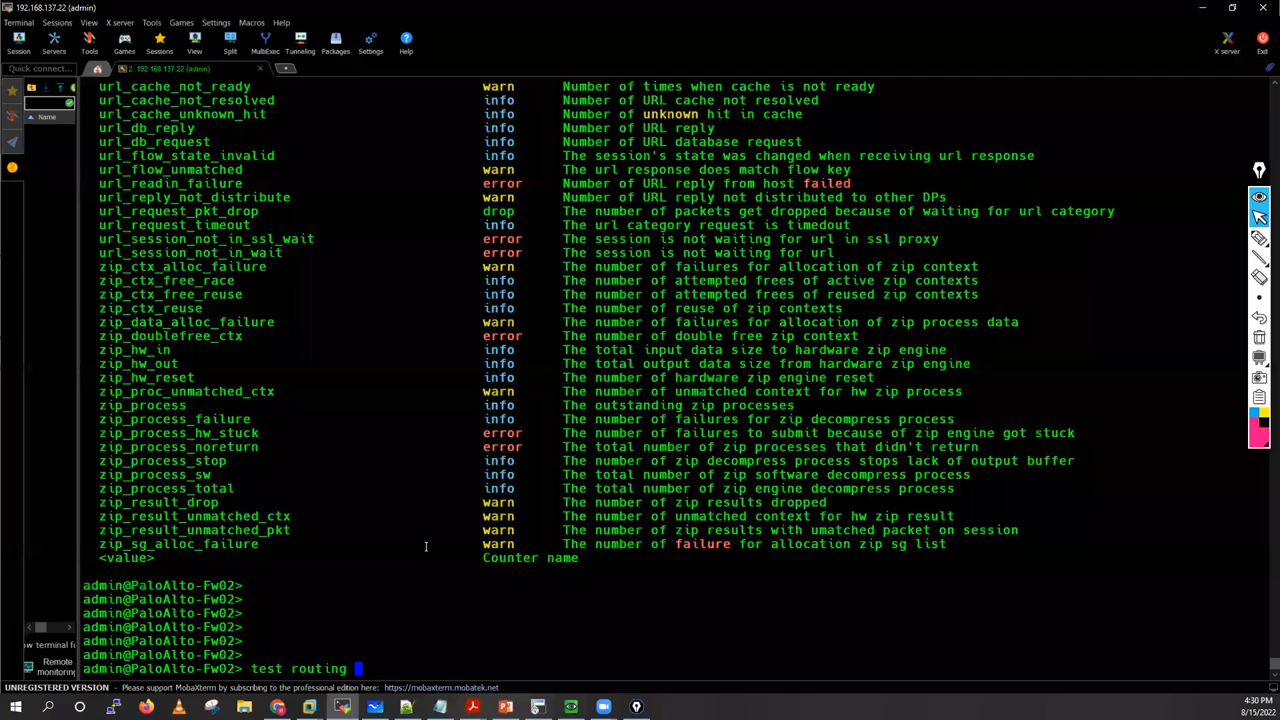 192.168.137.22 (admin)
Terminal Sessions View X server Tools Games Settings Macros Help
Session Servers Tools Games Sessions View Split MultiExec Tunneling Packages Settings Help X server Exit
Quick connect... 2. 192.168.137.22 (admin)
Name
url_cache_not_ready warn Number of times when cache is not ready
url_cache_not_resolved info Number of URL cache not resolved
url_cache_unknown_hit info Number of unknown hit in cache
url_db_reply info Number of URL reply
url_db_request info Number of URL database request
url_flow_state_invalid info The session's state was changed when receiving url response
url_flow_unmatched warn The url response does match flow key
url_readin_failure error Number of URL reply from host failed
url_reply_not_distribute warn Number of URL reply not distributed to other DPs
url_request_pkt_drop drop The number of packets get dropped because of waiting for url category
url_request_timeout info The url category request is timedout
url_session_not_in_ssl_wait error The session is not waiting for url in ssl proxy
url_session_not_in_wait error The session is not waiting for url
zip_ctx_alloc_failure warn The number of failures for allocation of zip context
zip_ctx_free_race info The number of attempted frees of active zip contexts
zip_ctx_free_reuse info The number of attempted frees of reused zip contexts
zip_ctx_reuse info The number of reuse of zip contexts
zip_data_alloc_failure warn The number of failures for allocation of zip process data
zip_doublefree_ctx error The number of double free zip context
zip_hw_in info The total input data size to hardware zip engine
zip_hw_out info The total output data size from hardware zip engine
zip_hw_reset info The number of hardware zip engine reset
zip_proc_unmatched_ctx warn The number of unmatched context for hw zip process
zip_process info The outstanding zip processes
zip_process_failure info The number of failures for zip decompress process
zip_process_hw_stuck error The number of failures to submit because of zip engine got stuck
zip_process_noreturn error The total number of zip processes that didn't return
zip_process_stop info The number of zip decompress process stops lack of output buffer
zip_process_sw info The total number of zip software decompress process
zip_process_total info The total number of zip engine decompress process
zip_result_drop warn The number of zip results dropped
zip_result_unmatched_ctx warn The number of unmatched context for hw zip result
zip_result_unmatched_pkt warn The number of zip results with umatched packet on session
zip_sg_alloc_failure warn The number of failure for allocation zip sg list
<value> Counter name
admin@PaloAlto-Fw02>
admin@PaloAlto-Fw02>
admin@PaloAlto-Fw02>
admin@PaloAlto-Fw02>
admin@PaloAlto-Fw02>
admin@PaloAlto-Fw02>
admin@PaloAlto-Fw02> test routing
ow terminal fo
Remote
monitoring
UNREGISTERED VERSION - Please support MobaXterm by subscribing to the professional edition here: https://mobaxterm.mobatek.net
4:30 PM
8/15/2022